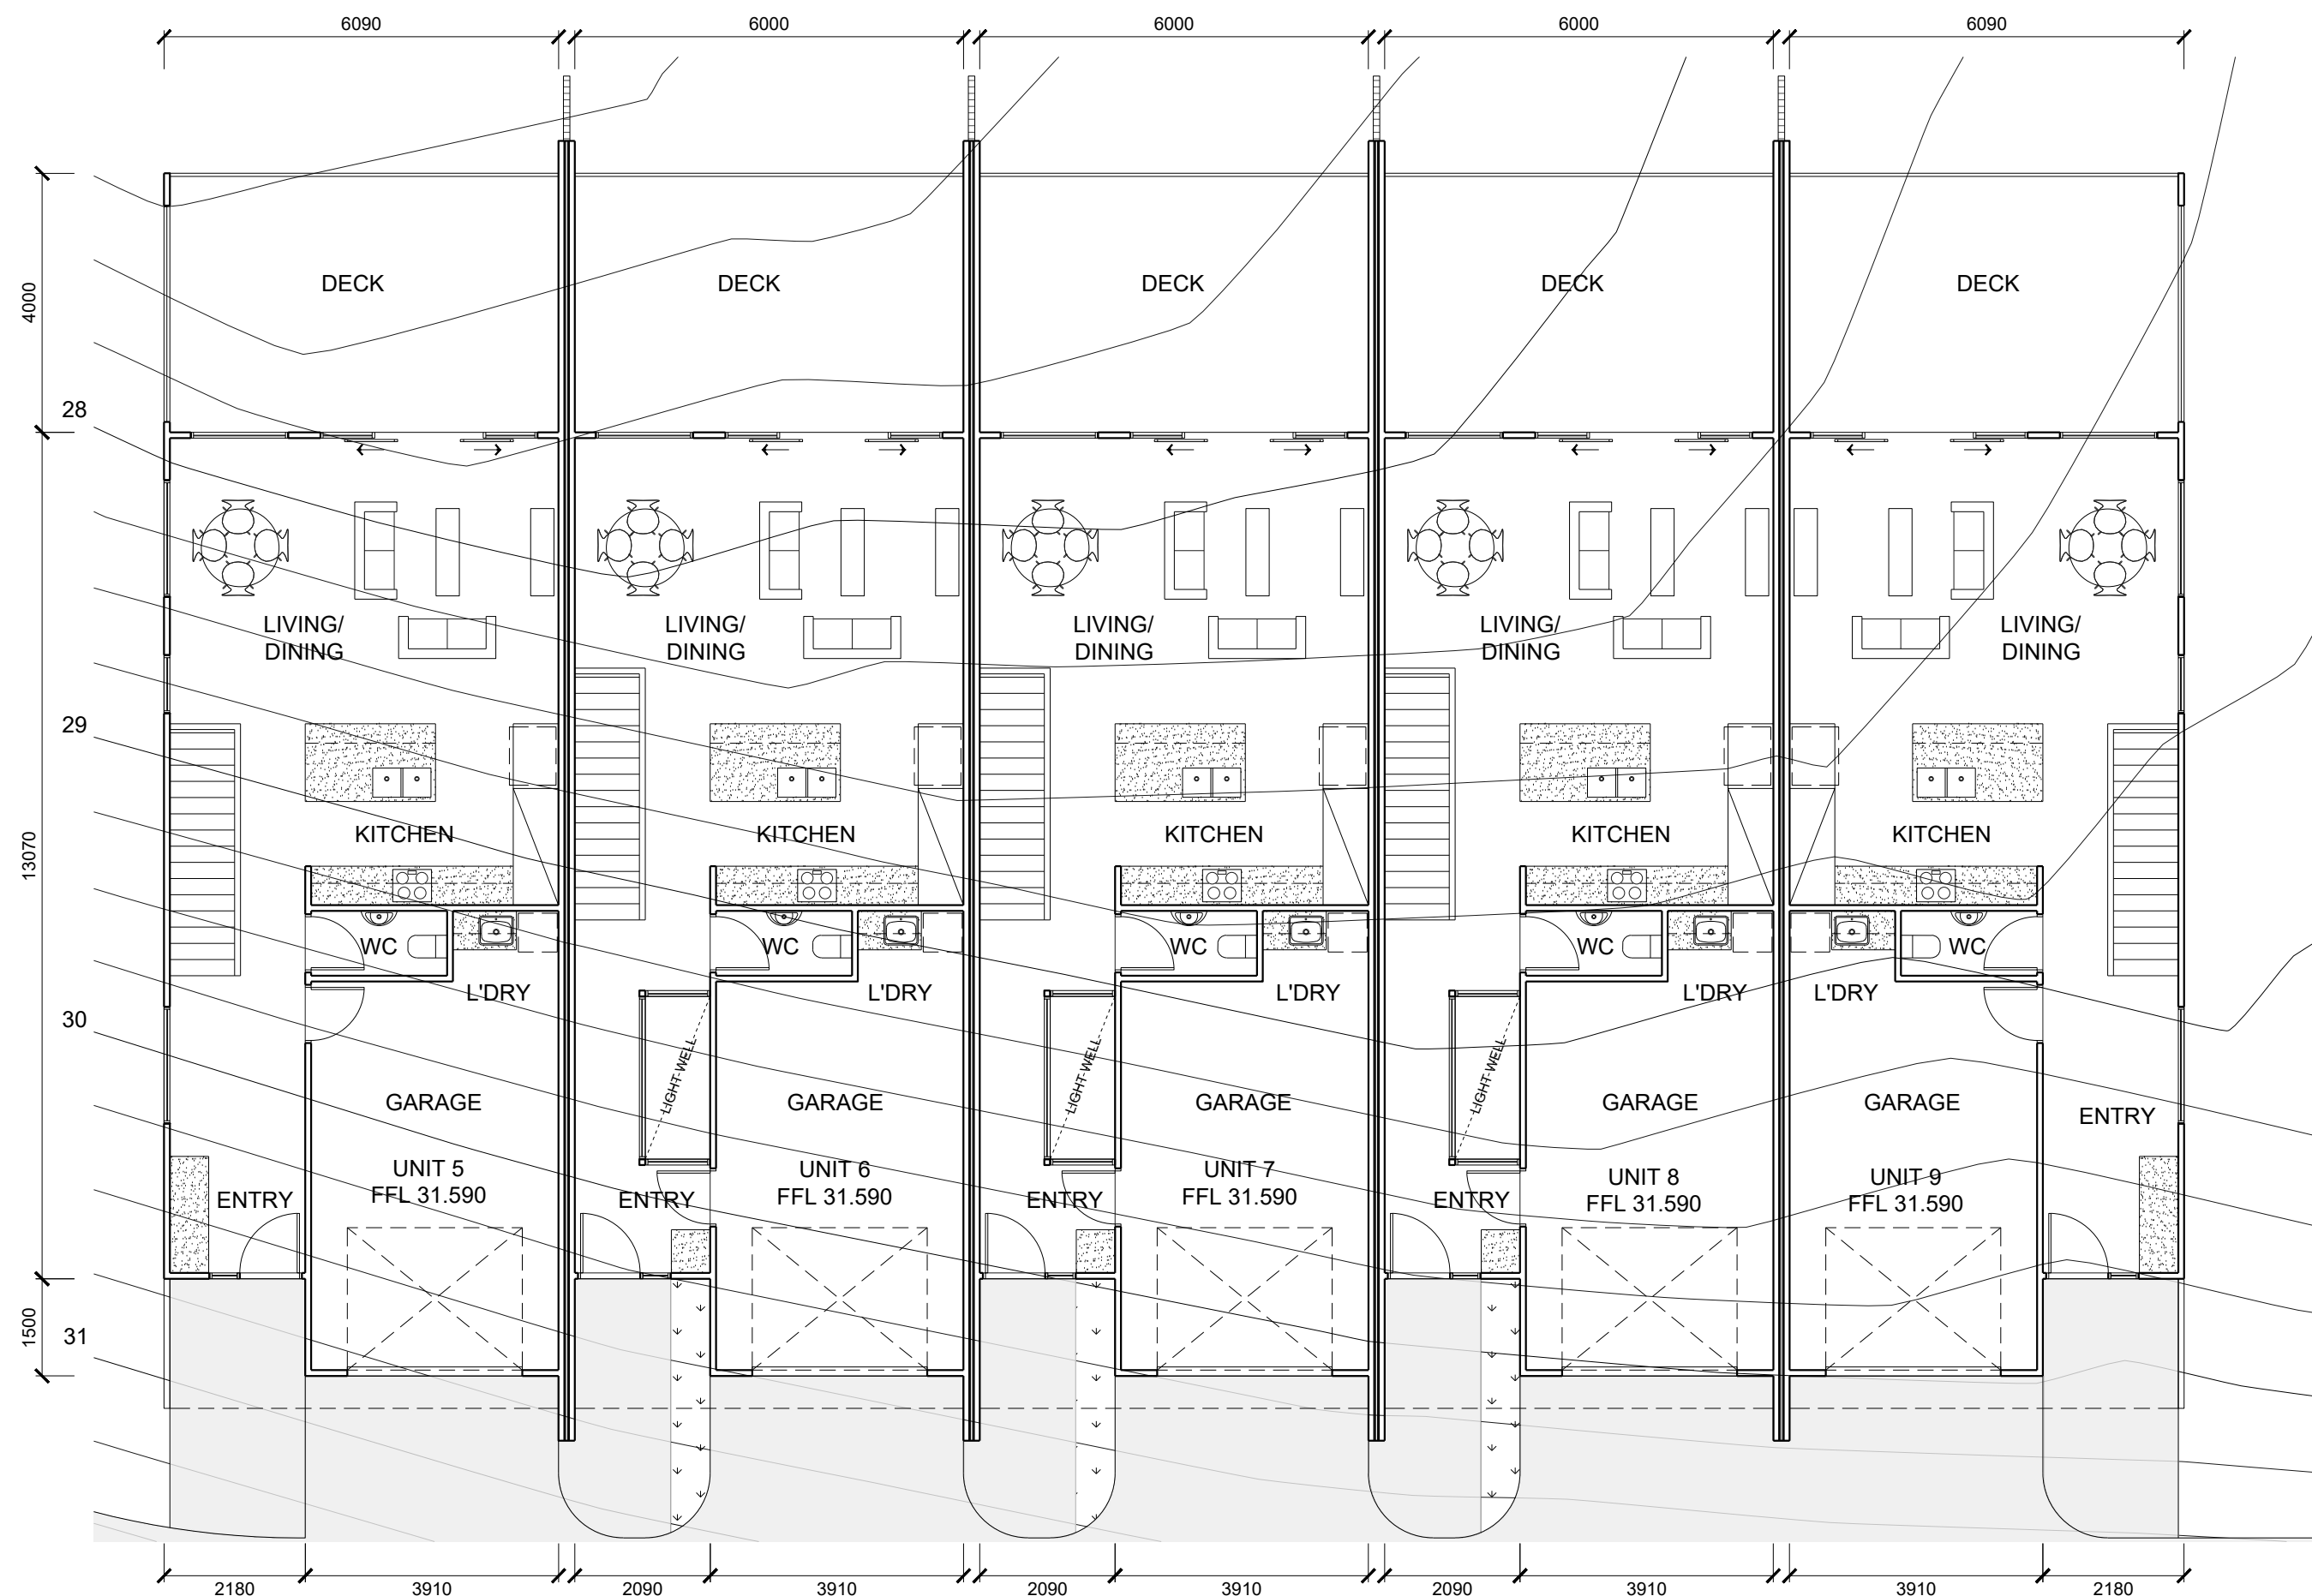 6090 6000 6000 6000 6090
4000
DECK DECK DECK DECK DECK
28
LIVING/ LIVING/ LIVING/ LIVING/ LIVING/
DINING DINING DINING DINING DINING
29
13070
KITCHEN KITCHEN KITCHEN KITCHEN KITCHEN
WC WC WC WC WC
L'DRY L'DRY L'DRY L'DRY L'DRY
30
LIGHT-WELL LIGHT-WELL LIGHT-WELL
GARAGE GARAGE GARAGE GARAGE GARAGE
ENTRY
UNIT 5 UNIT 6 UNIT 7 UNIT 8 UNIT 9
FFL 31.590 FFL 31.590 FFL 31.590 FFL 31.590 FFL 31.590
ENTRY ENTRY ENTRY ENTRY
1500
31
2180 3910 2090 3910 2090 3910 2090 3910 3910 2180